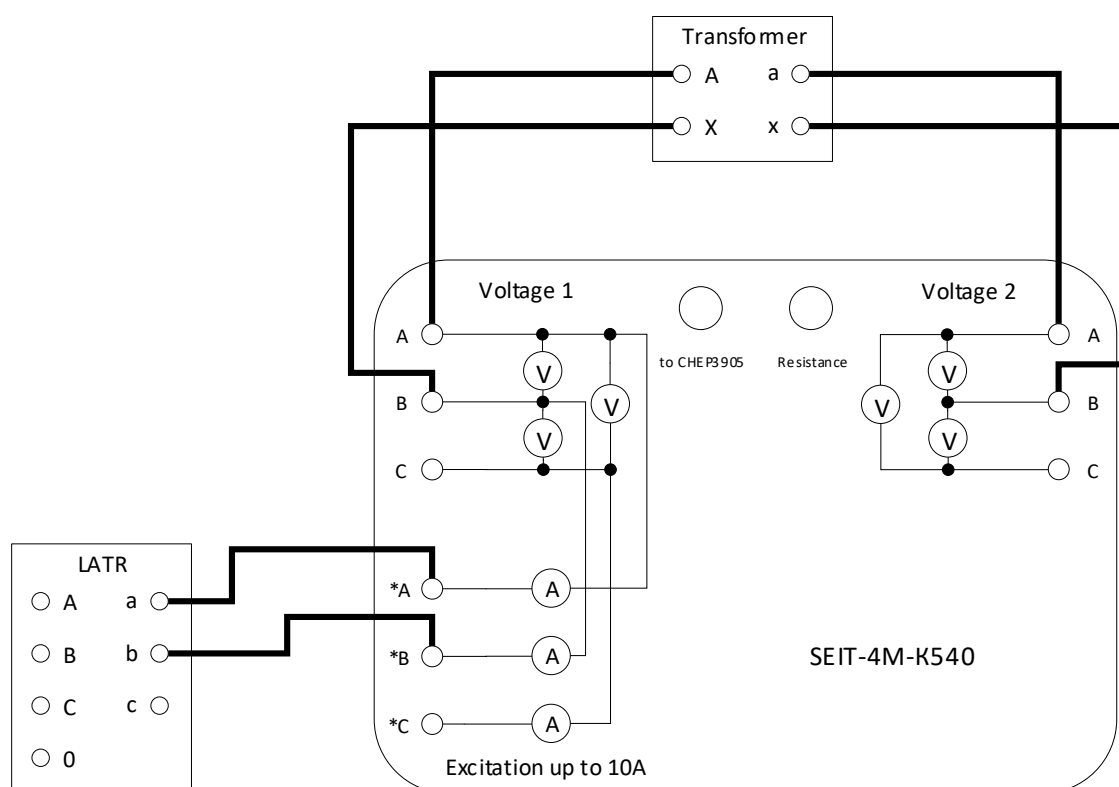 Transformer
A a
X x
Voltage 1
Voltage 2
A
B
C
V
V
V
to CHEP3905
Resistance
V
V
V
A
B
C
LATR
A a
B b
C c
0
*A A
*B A
*C A
SEIT-4M-K540
Excitation up to 10A